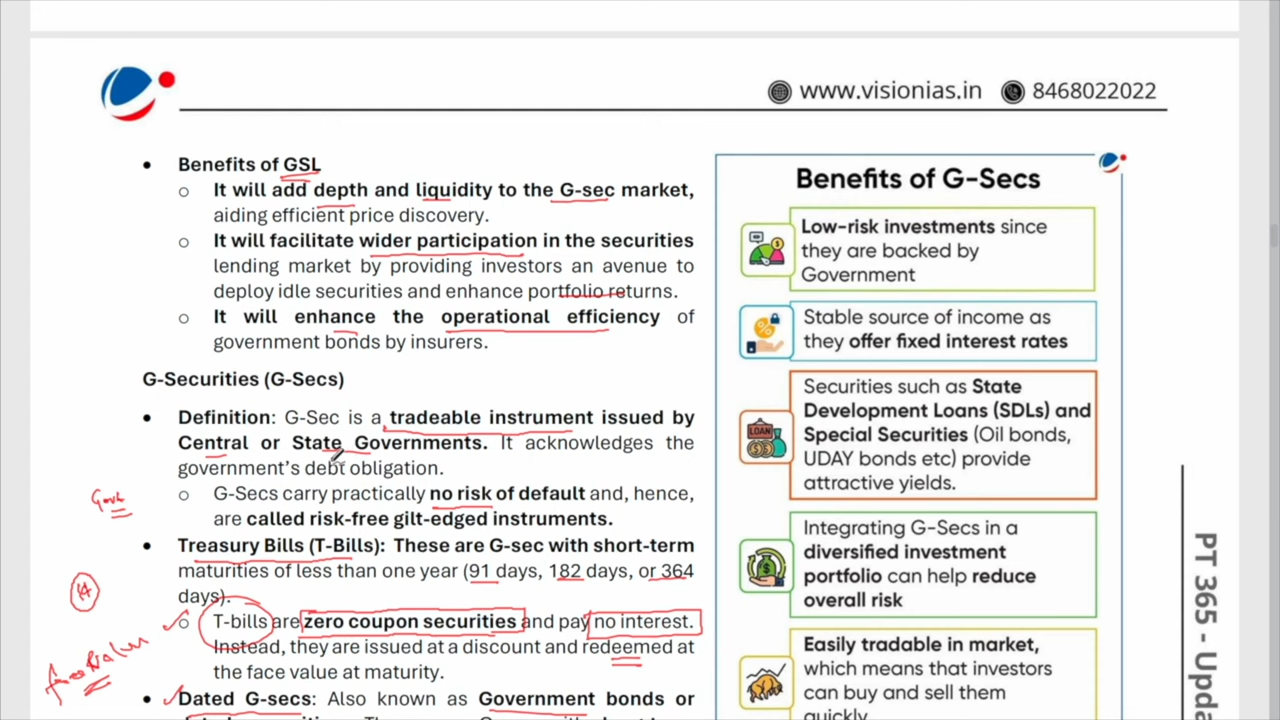 www.visionias.in 8468022022
• Benefits of GSL
○ It will add depth and liquidity to the G-sec market,
aiding efficient price discovery.
○ It will facilitate wider participation in the securities
lending market by providing investors an avenue to
deploy idle securities and enhance portfolio returns.
○ It will enhance the operational efficiency of
government bonds by insurers.
G-Securities (G-Secs)
• Definition: G-Sec is a tradeable instrument issued by
Central or State Governments. It acknowledges the
government's debt obligation.
○ G-Secs carry practically no risk of default and, hence,
are called risk-free gilt-edged instruments.
Govt
• Treasury Bills (T-Bills): These are G-sec with short-term
maturities of less than one year (91 days, 182 days, or 364
days).
○ T-bills are zero coupon securities and pay no interest.
Instead, they are issued at a discount and redeemed at
the face value at maturity.
• Dated G-secs: Also known as Government bonds or
Benefits of G-Secs
Low-risk investments since
they are backed by
Government
Stable source of income as
they offer fixed interest rates
LOAN
Securities such as State
Development Loans (SDLs) and
Special Securities (Oil bonds,
UDAY bonds etc) provide
attractive yields.
Integrating G-Secs in a
diversified investment
portfolio can help reduce
overall risk
Easily tradable in market,
which means that investors
can buy and sell them
quickly
PT 365 - Upda